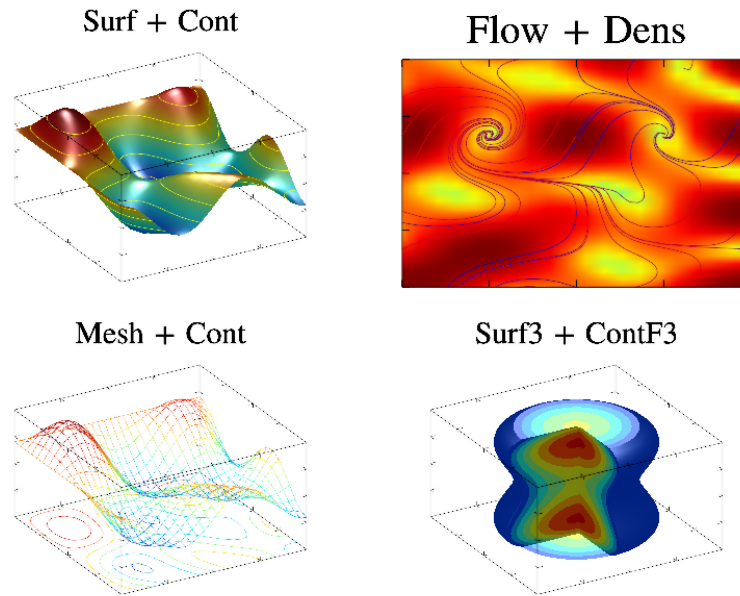 Surf + Cont
Flow + Dens
Mesh + Cont
Surf3 + ContF3